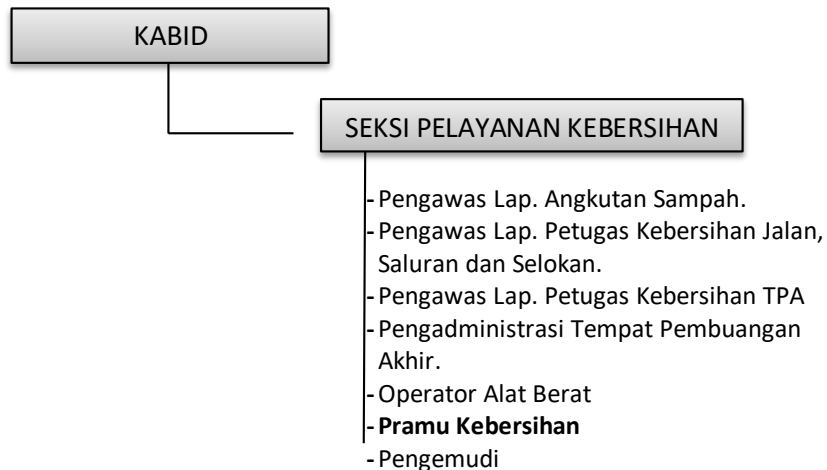 KABID
SEKSI PELAYANAN KEBERSIHAN
- Pengawas Lap. Angkutan Sampah.
- Pengawas Lap. Petugas Kebersihan Jalan,
Saluran dan Selokan.
- Pengawas Lap. Petugas Kebersihan TPA
- Pengadministrasi Tempat Pembuangan
Akhir.
- Operator Alat Berat
- Pramu Kebersihan
- Pengemudi